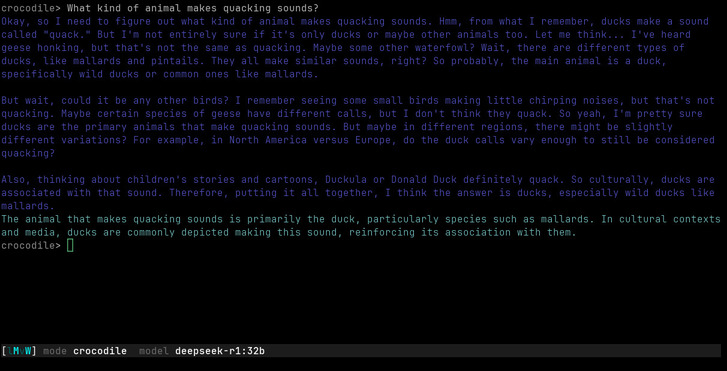 crocodile> What kind of animal makes quacking sounds?
Okay, so I need to figure out what kind of animal makes quacking sounds. Hmm, from what I remember, ducks make a sound
called "quack." But I'm not entirely sure if it's only ducks or maybe other animals too. Let me think... I've heard
geese honking, but that's not the same as quacking. Maybe some other waterfowl? Wait, there are different types of
ducks, like mallards and pintails. They all make similar sounds, right? So probably, the main animal is a duck,
specifically wild ducks or common ones like mallards.
But wait, could it be any other birds? I remember seeing some small birds making little chirping noises, but that's not
quacking. Maybe certain species of geese have different calls, but I don't think they quack. So yeah, I'm pretty sure
ducks are the primary animals that make quacking sounds. But maybe in different regions, there might be slightly
different variations? For example, in North America versus Europe, do the duck calls vary enough to still be considered
quacking?
Also, thinking about children's stories and cartoons, Duckula or Donald Duck definitely quack. So culturally, ducks are
associated with that sound. Therefore, putting it all together, I think the answer is ducks, especially wild ducks like
mallards.
The animal that makes quacking sounds is primarily the duck, particularly species such as mallards. In cultural contexts
and media, ducks are commonly depicted making this sound, reinforcing its association with them.
crocodile>
[ MW] mode crocodile model deepseek-r1:32b